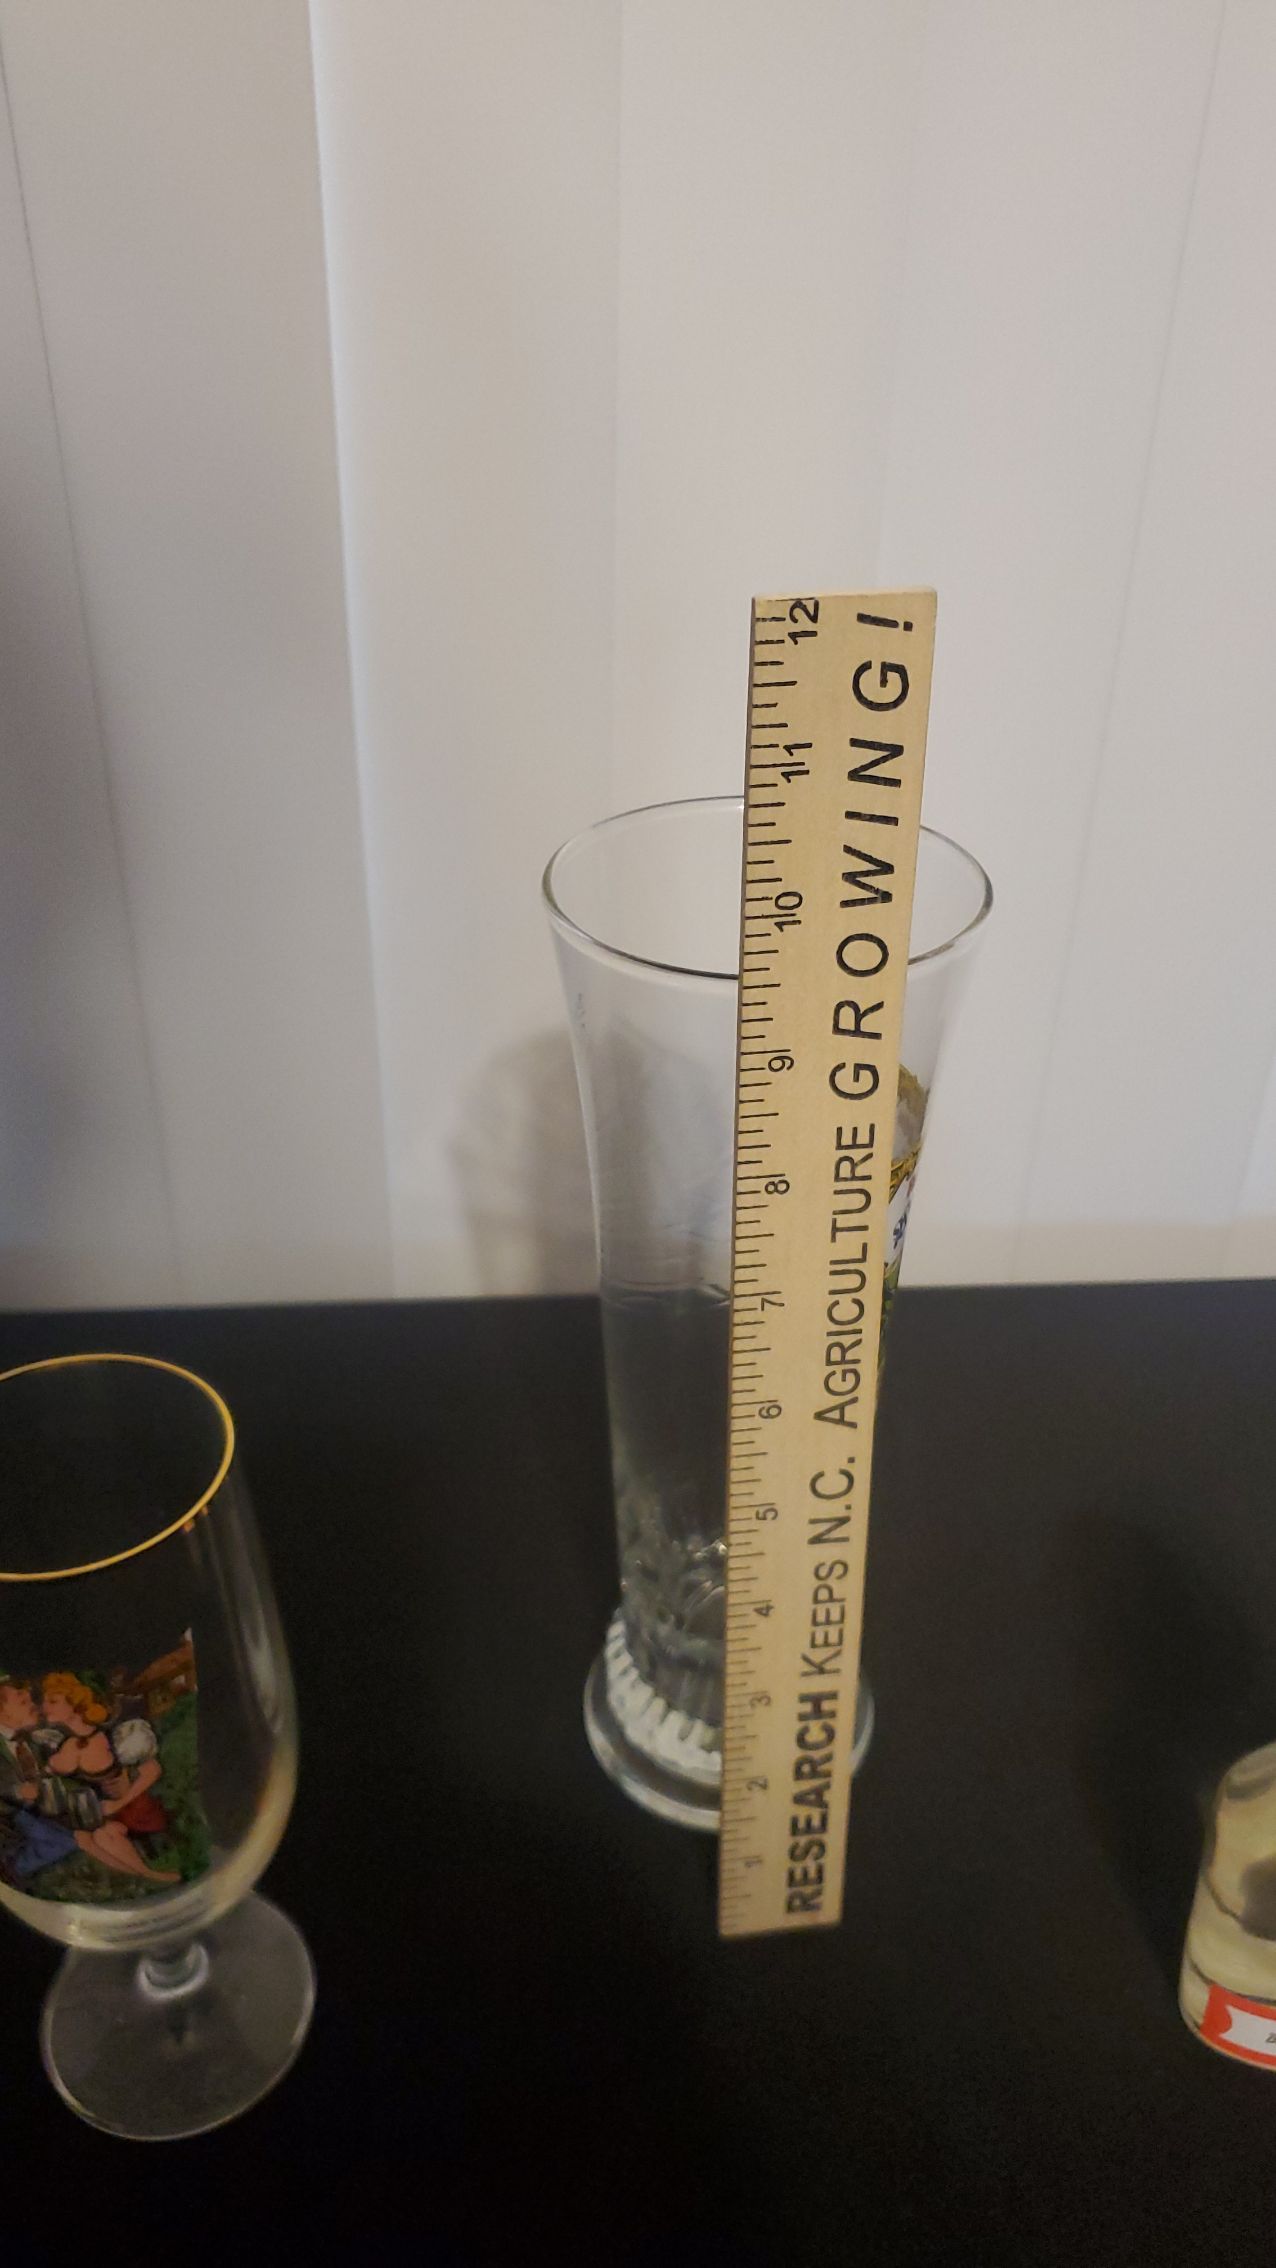 RESEARCH KEEPS N.C. AGRICULTURE GROWING!
1 2 3 4 5 6 7 8 9 10 11 12